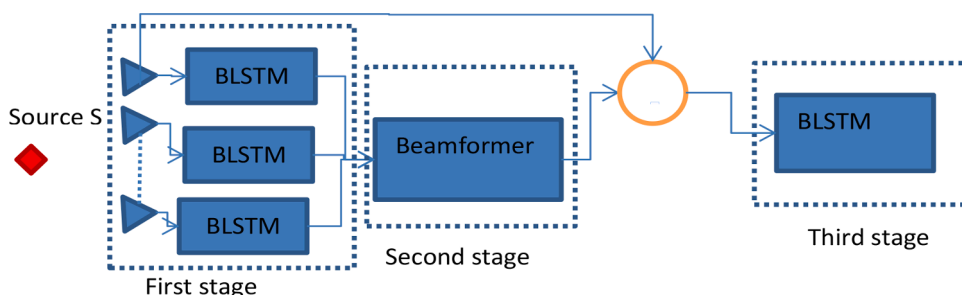 BLSTM
Source S
BLSTM
BLSTM
First stage
Beamformer
Second stage
BLSTM
Third stage